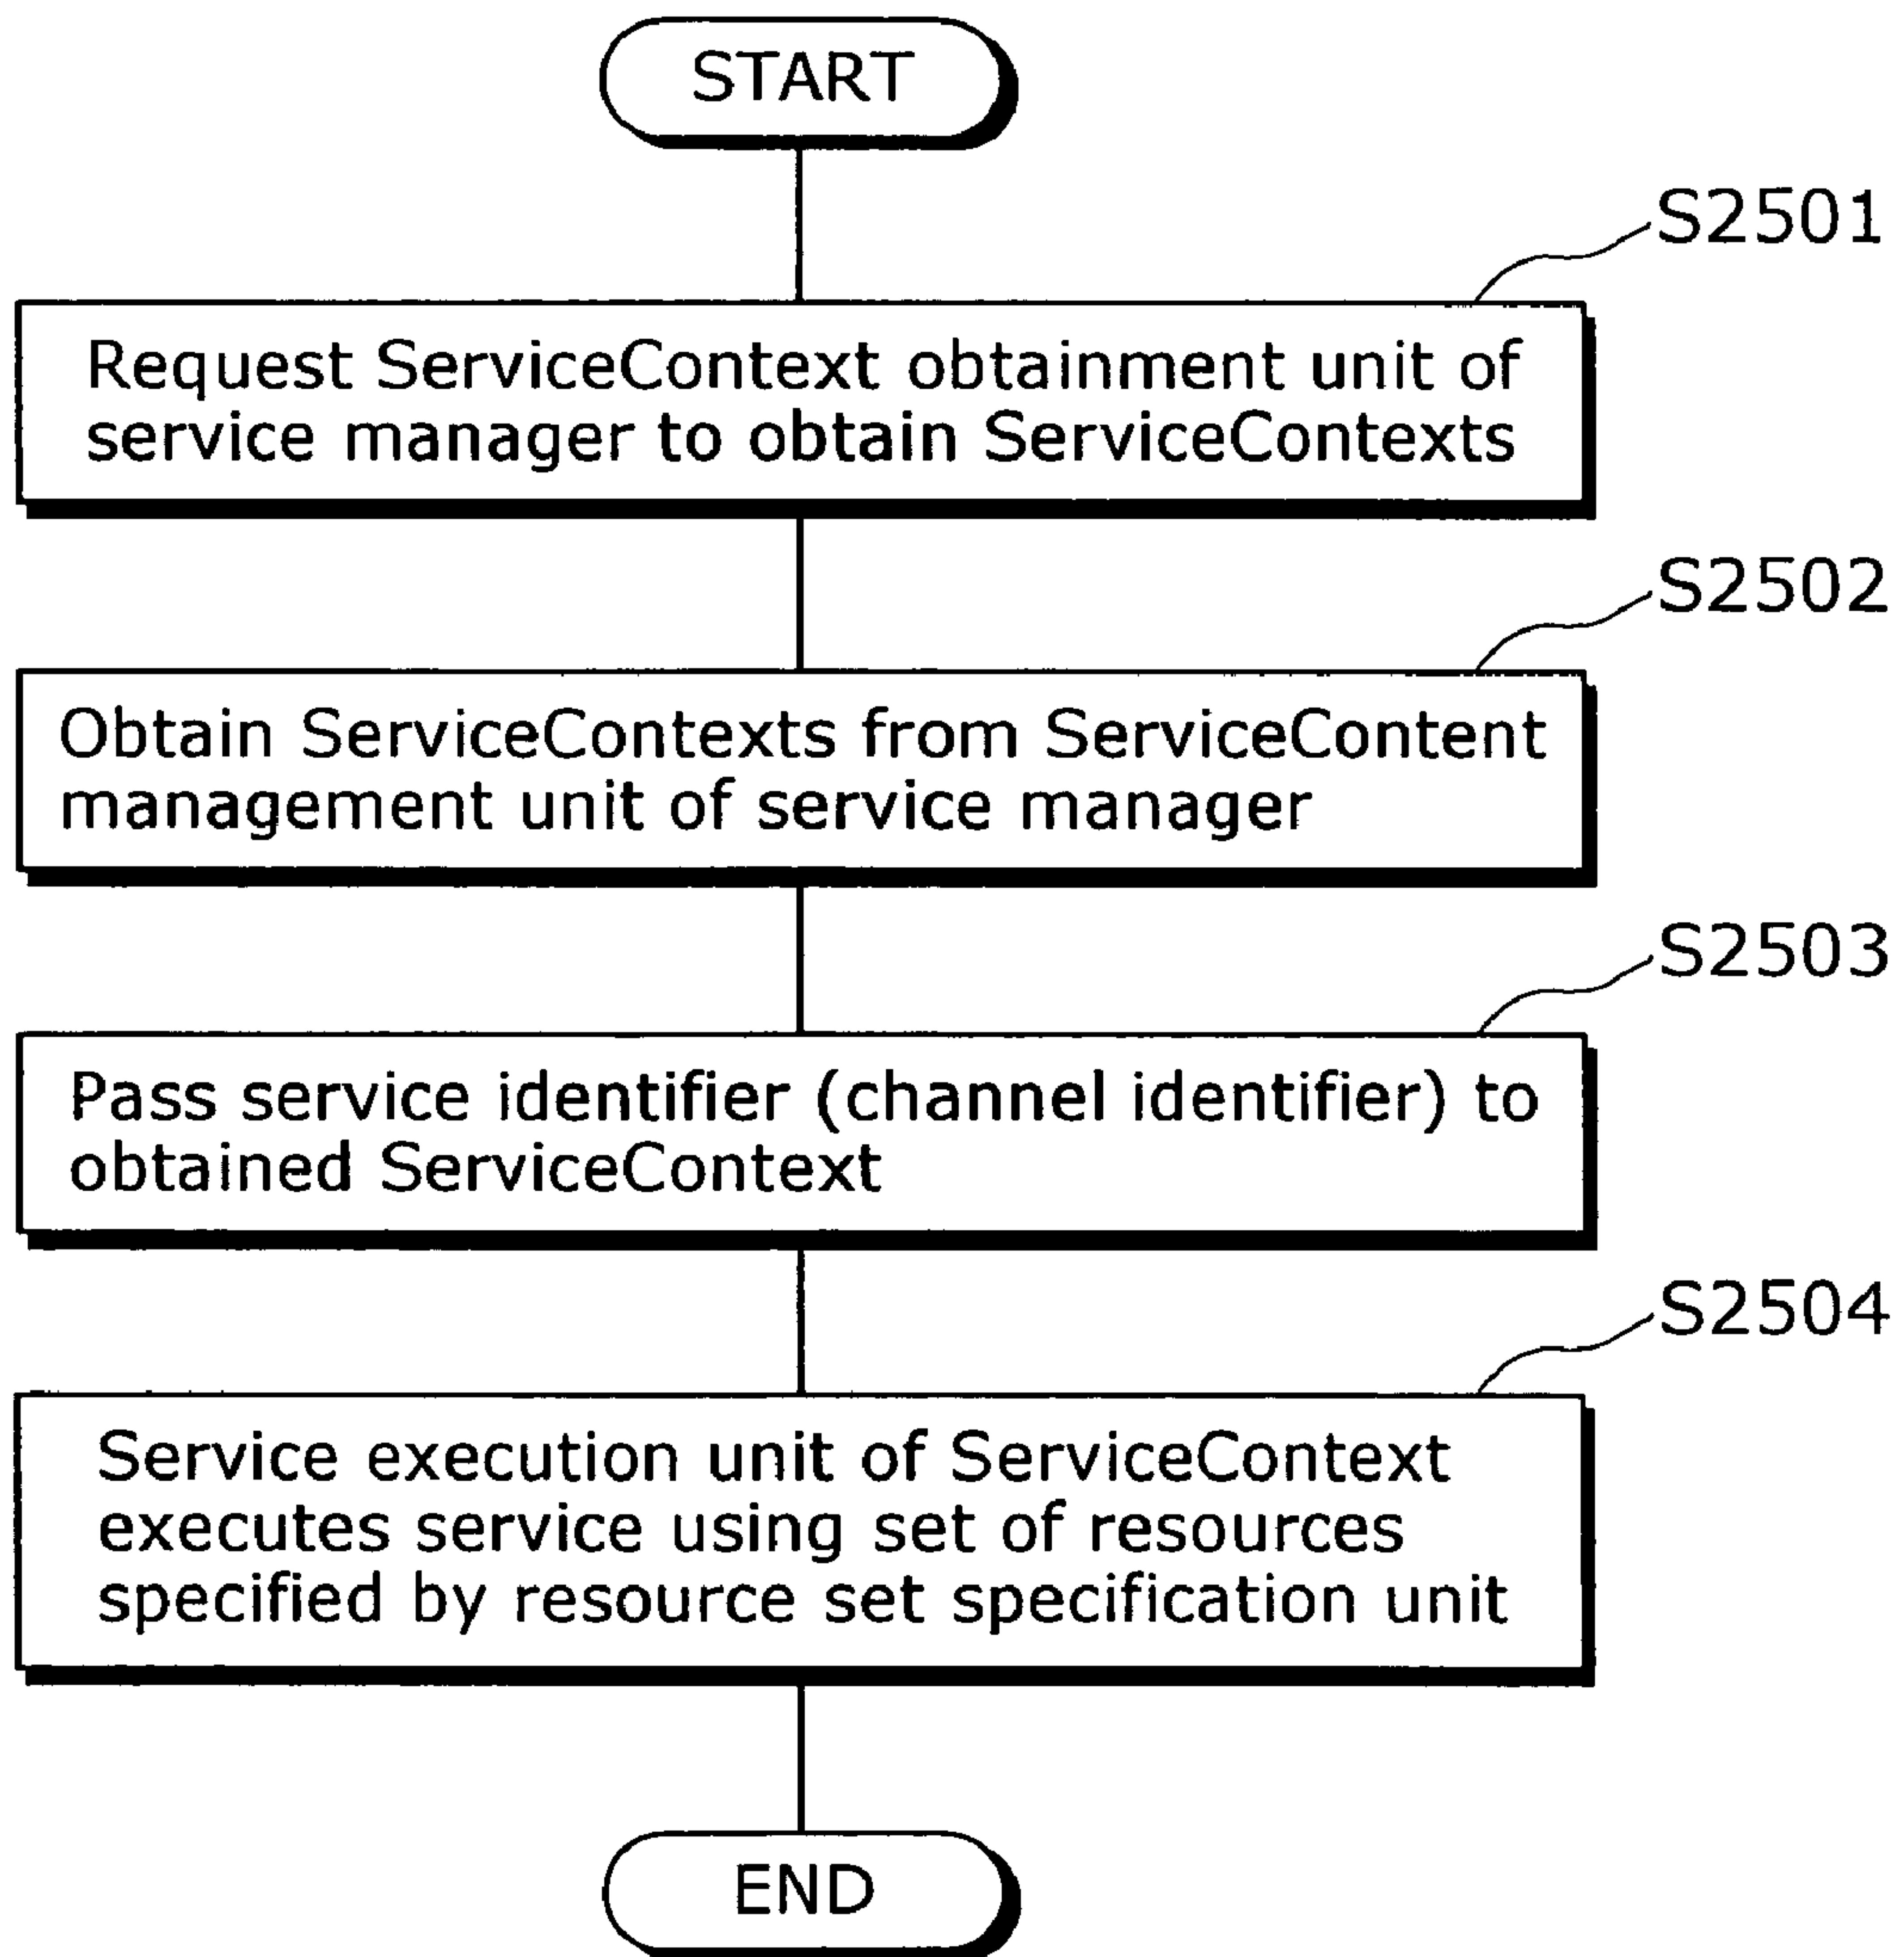 START
S2501
Request ServiceContext obtainment unit of
service manager to obtain ServiceContexts
S2502
Obtain ServiceContexts from ServiceContent
management unit of service manager
S2503
Pass service identifier (channel identifier) to
obtained ServiceContext
S2504
Service execution unit of ServiceContext
executes service using set of resources
specified by resource set specification unit
END